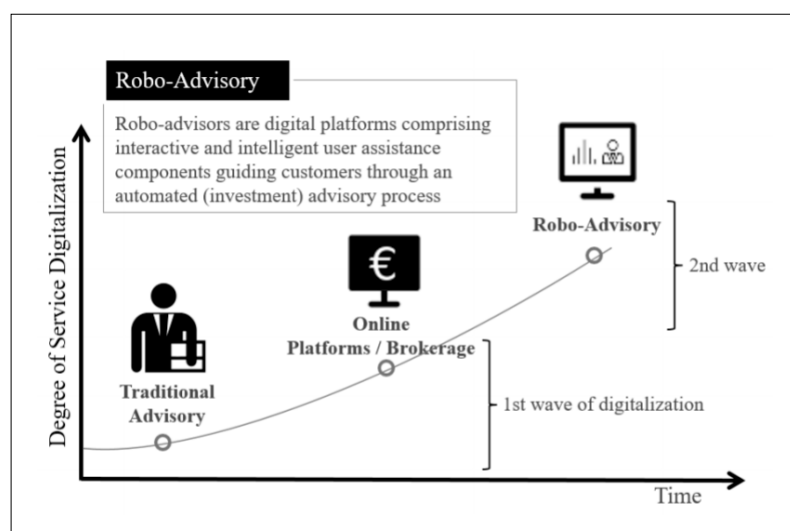 Robo-Advisory
Robo-advisors are digital platforms comprising
interactive and intelligent user assistance
components guiding customers through an
automated (investment) advisory process
Degree of Service Digitalization
Robo-Advisory
2nd wave
€
Online
Platforms / Brokerage
Traditional
Advisory
1st wave of digitalization
Time